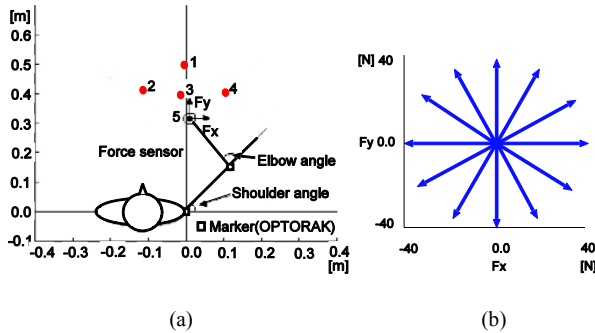 [m]
0.6
0.5
0.4
0.3
0.2
0.1
0.0
-0.1
1
2
3
4
5
Fy
Fx
Force sensor
Elbow angle
Shoulder angle
Marker(OPTORAK)
-0.4 -0.3 -0.2 -0.1 0.0 0.1 0.2 0.3 0.4
[m]
(a)
[N] 40
Fy 0.0
-40
-40 0.0 40
Fx [N]
(b)